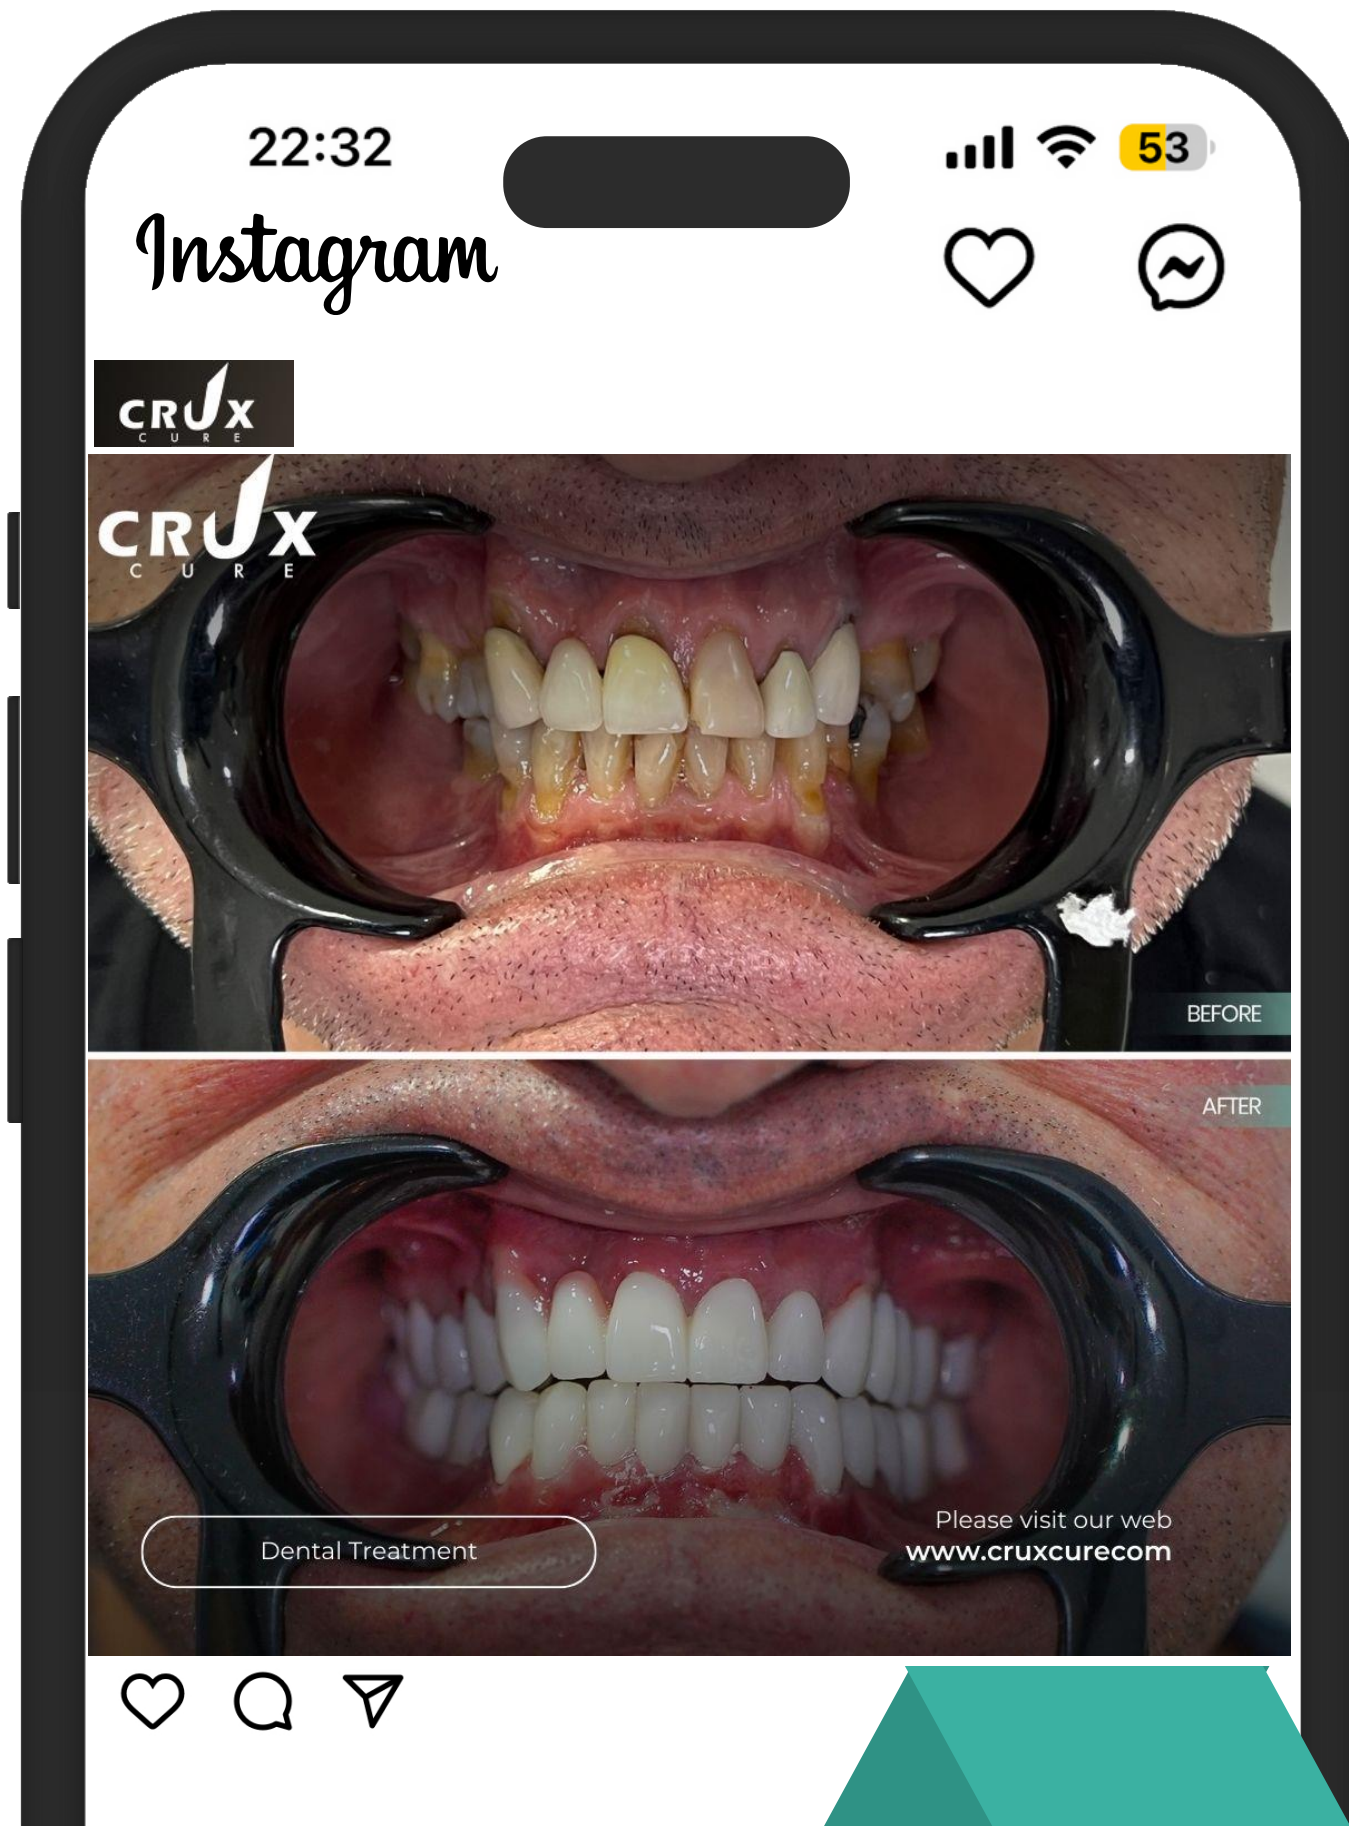 22:32
53
Instagram
CRUX
CURE
CRUX
CURE
BEFORE
AFTER
Dental Treatment
Please visit our web
www.cruxcurecom